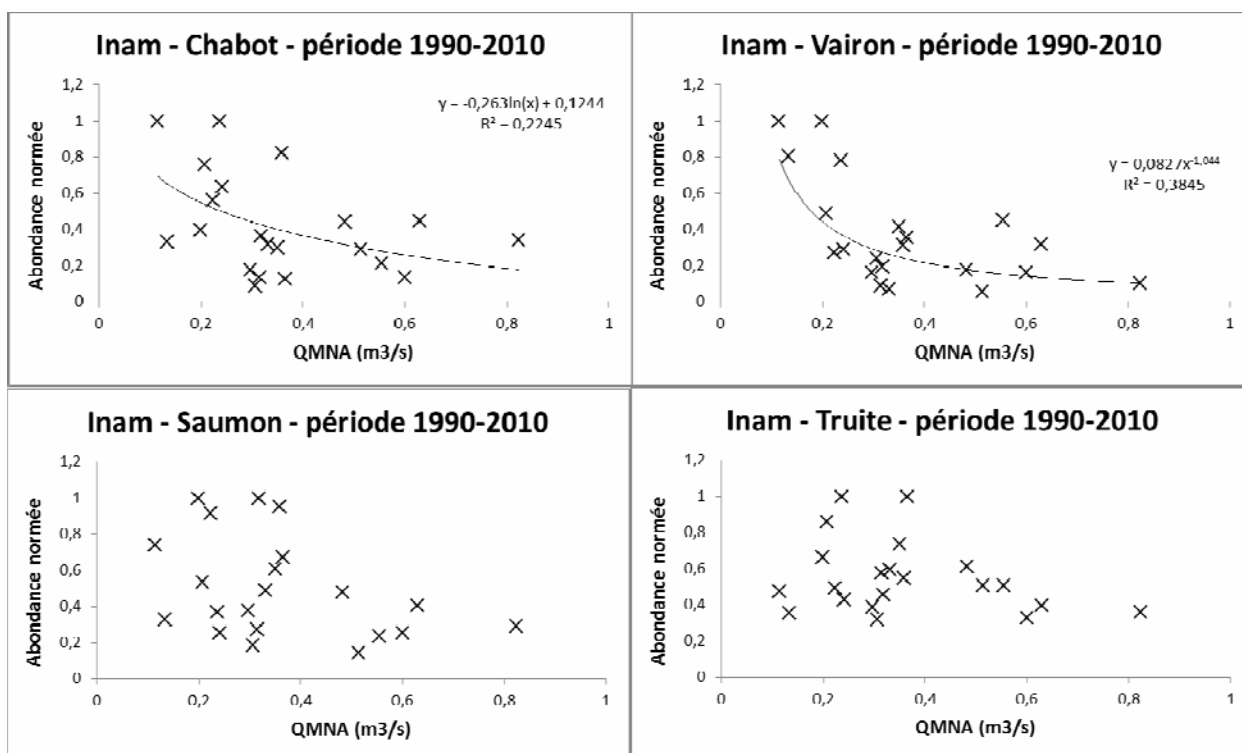 Inam - Chabot - période 1990-2010
1,2
1
0,8
0,6
0,4
0,2
0
Abondance normée
y = -0,263ln(x) + 0,1244
R² = 0,2245
0 0,2 0,4 0,6 0,8 1
QMNA (m3/s)
Inam - Vairon - période 1990-2010
1,2
1
0,8
0,6
0,4
0,2
0
Abondance normée
y = 0,0827x-1,044
R² = 0,3845
0 0,2 0,4 0,6 0,8 1
QMNA (m3/s)
Inam - Saumon - période 1990-2010
1,2
1
0,8
0,6
0,4
0,2
0
Abondance normée
0 0,2 0,4 0,6 0,8 1
QMNA (m3/s)
Inam - Truite - période 1990-2010
1,2
1
0,8
0,6
0,4
0,2
0
Abondance normée
0 0,2 0,4 0,6 0,8 1
QMNA (m3/s)